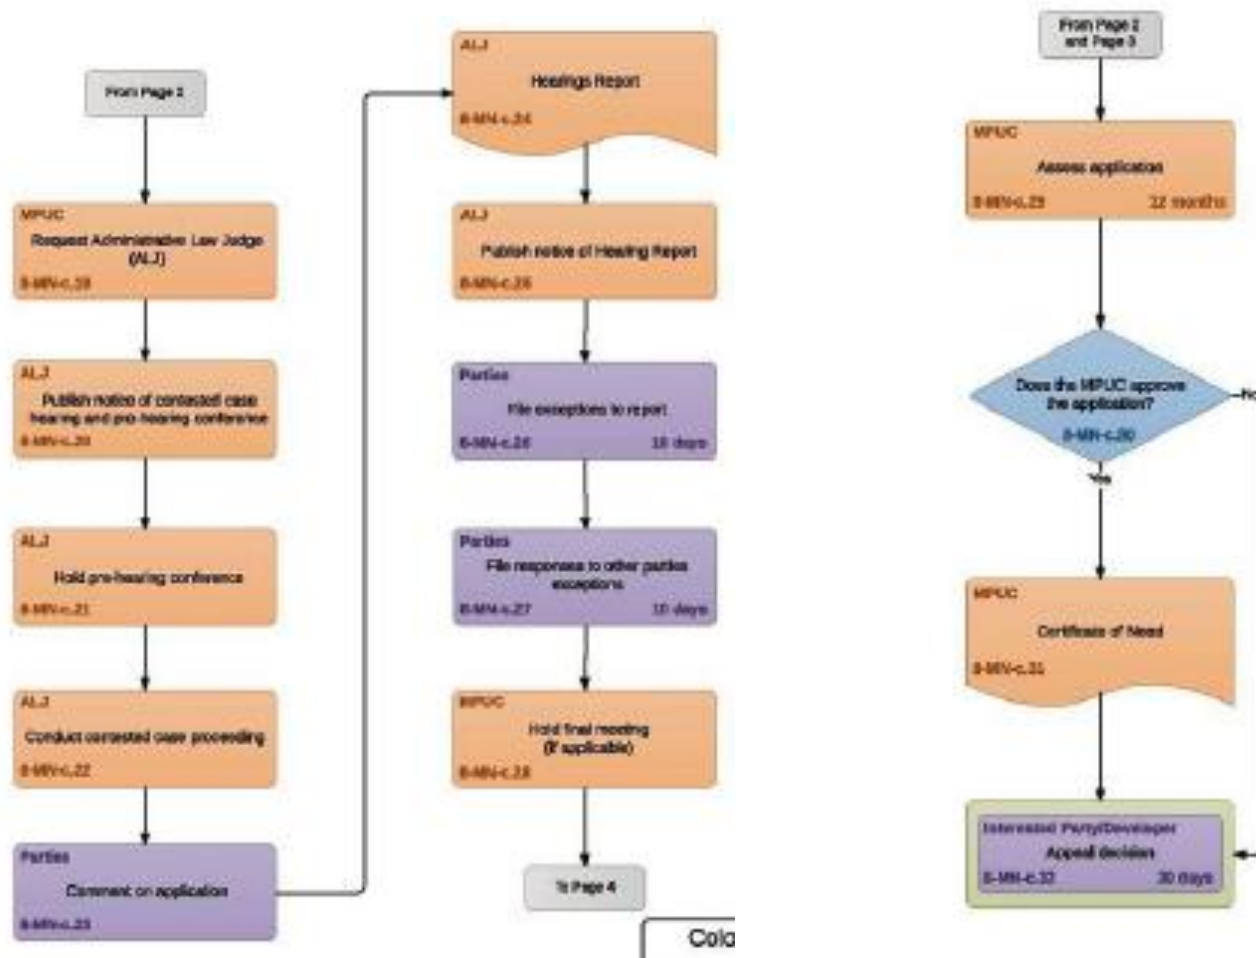 From Page 2
MPUC
Request Administrative Law Judge
(ALJ)
8-MN-c.19
ALJ
Publish notice of contested case
hearing and pre-hearing conference
8-MN-c.20
ALJ
Hold pre-hearing conference
8-MN-c.21
ALJ
Conduct contested case proceeding
8-MN-c.22
Parties
Comment on application
8-MN-c.23
ALJ
Hearings Report
8-MN-c.24
ALJ
Publish notice of Hearing Report
8-MN-c.25
Parties
File exceptions to report
8-MN-c.26
days
Parties
File responses to other parties
exceptions
8-MN-c.27
10 days
MPUC
Hold final meeting
(if applicable)
8-MN-c.28
To Page 4
Colo
From Page 2
and Page 3
MPUC
Assess application
8-MN-c.29
12 months
Does the MPUC approve
the application?
8-MN-c.30
No
Yes
MPUC
Certificate of Need
8-MN-c.31
Interested Party/Developer
Appeal decision
8-MN-c.32
30 days